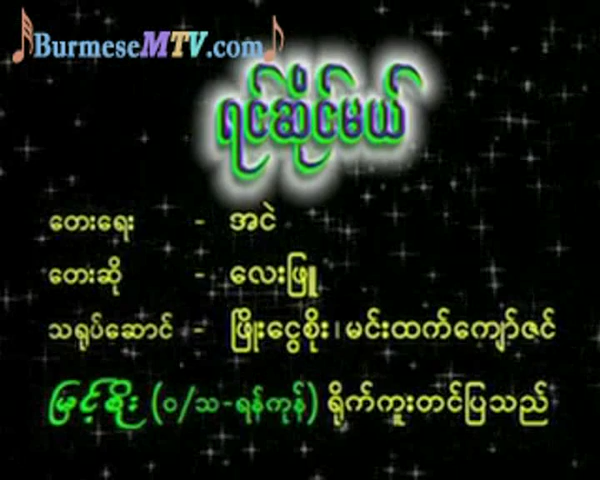 BurmeseMTV.com
ရင်ဆိုင်မယ်
တေးရေး - အငဲ
တေးဆို - လေးဖြူ
သရုပ်ဆောင် - ဖြိုးငွေစိုး၊မင်းထက်ကျော်ဇင်
မြင့်စိုး (ဝ/သ-ရန်ကုန်) ရိုက်ကူးတင်ပြသည်